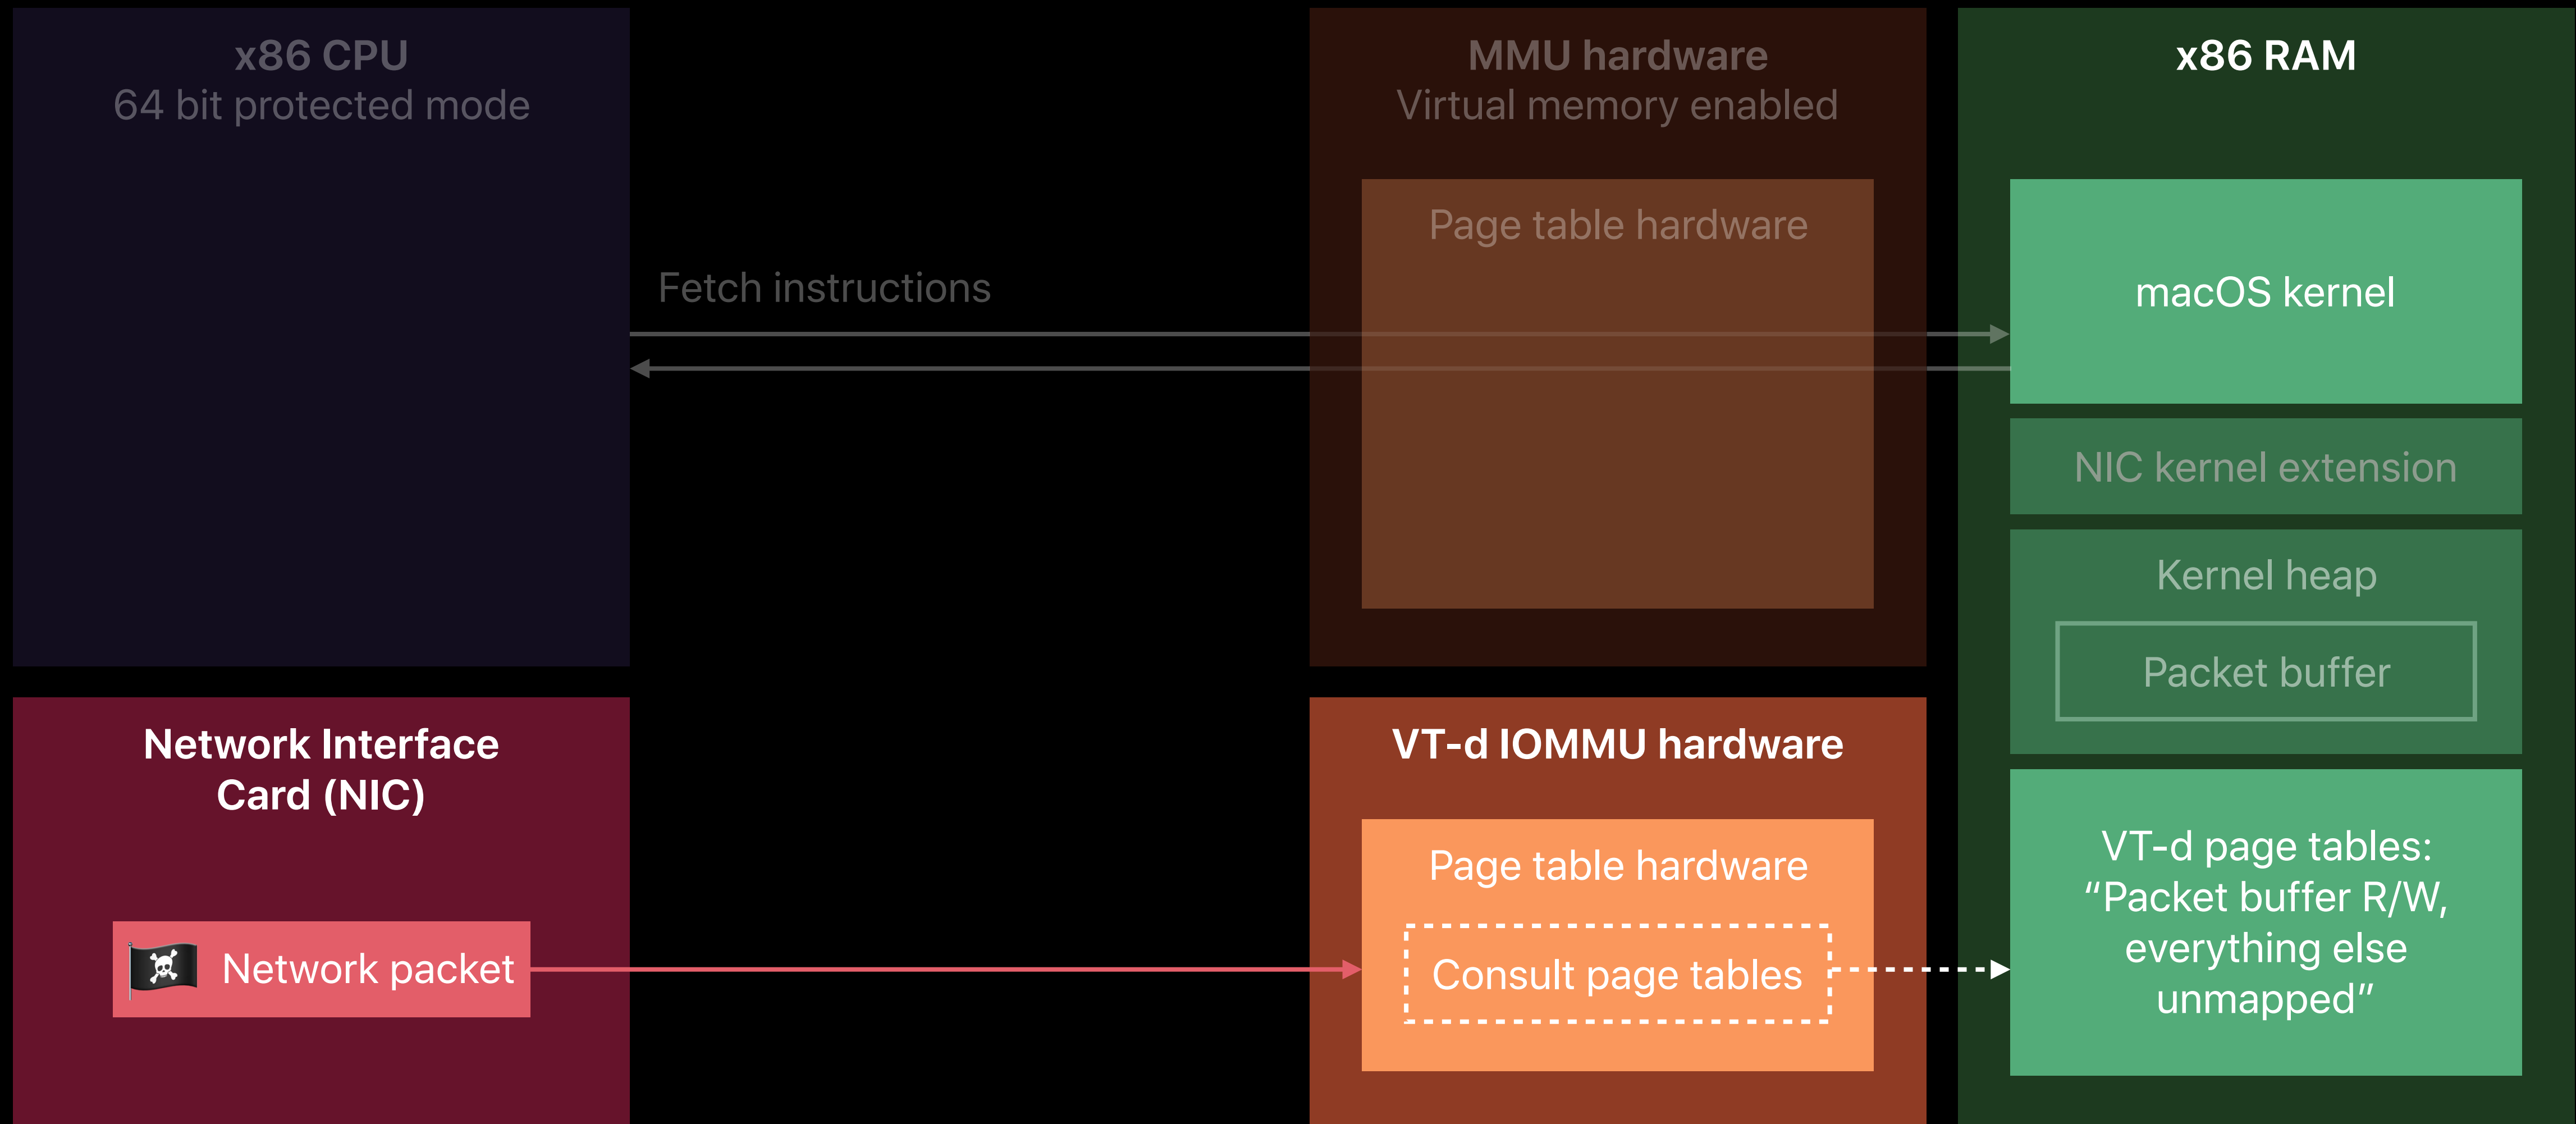 x86 CPU
64 bit protected mode
Fetch instructions
MMU hardware
Virtual memory enabled
Page table hardware
x86 RAM
macOS kernel
NIC kernel extension
Kernel heap
Packet buffer
Network Interface
Card (NIC)
Network packet
VT-d IOMMU hardware
Page table hardware
Consult page tables
VT-d page tables:
“Packet buffer R/W,
everything else
unmapped”